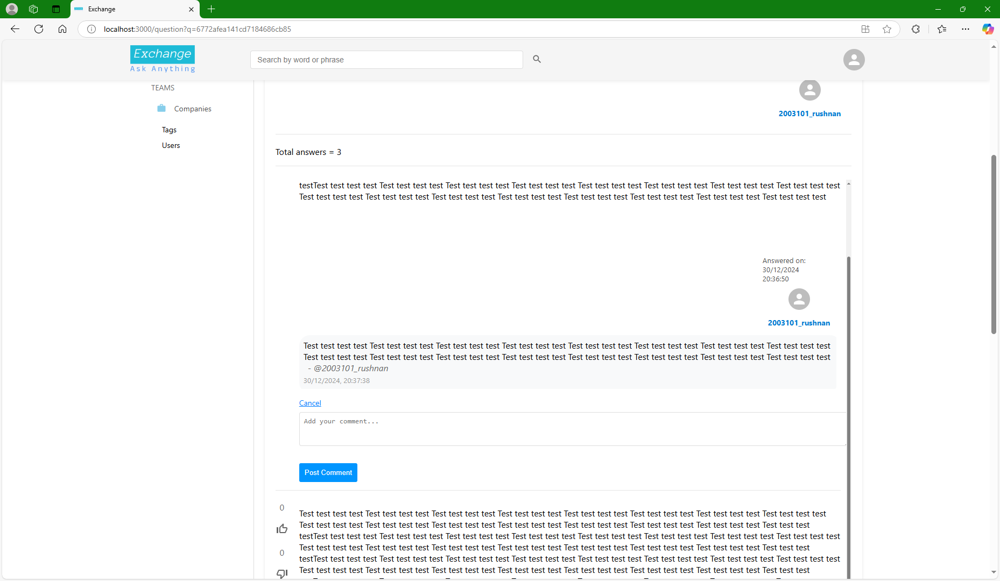 Exchange
localhost:3000/question?q=6772afea141cd7184686cb85
Exchange
Ask Anything
Search by word or phrase
TEAMS
Companies
Tags
Users
2003101_rushnan
Total answers = 3
testTest test test test Test test test test Test test test test Test test test test Test test test test Test test test test Test test test test Test test test test
Test test test test Test test test test Test test test test Test test test test Test test test test Test test test test Test test test test Test test test test
Answered on:
30/12/2024
20:36:50
2003101_rushnan
Test test test test Test test test test Test test test test Test test test test Test test test test Test test test test Test test test test Test test test test
Test test test test Test test test test Test test test test Test test test test Test test test test Test test test test Test test test test Test test test test
- @2003101_rushnan
30/12/2024, 20:37:38
Cancel
Add your comment...
Post Comment
0
Test test test test Test test test test Test test test test Test test test test Test test test test Test test test test Test test test test Test test test test
Test test test test Test test test test Test test test test Test test test test Test test test test Test test test test Test test test test Test test test
testTest test test test Test test test test Test test test test Test test test test Test test test test Test test test test Test test test test Test test test test
0
Test test test test Test test test test Test test test test Test test test test Test test test test Test test test test Test test test test Test test test
testTest test test test Test test test test Test test test test Test test test test Test test test test Test test test test Test test test test Test test test test
Test test test test Test test test test Test test test test Test test test test Test test test test Test test test test Test test test test Test test test